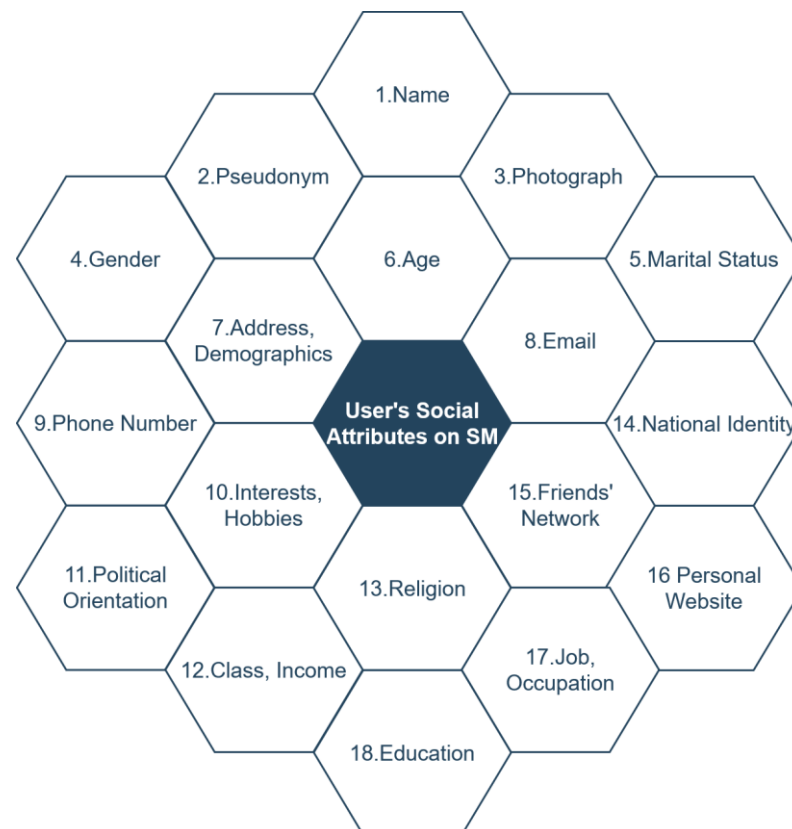 1.Name
2.Pseudonym
3.Photograph
4.Gender
6.Age
5.Marital Status
7.Address,
Demographics
8.Email
9.Phone Number
User's Social
Attributes on SM
14.National Identity
10.Interests,
Hobbies
15.Friends'
Network
11.Political
Orientation
13.Religion
16 Personal
Website
12.Class, Income
17.Job,
Occupation
18.Education